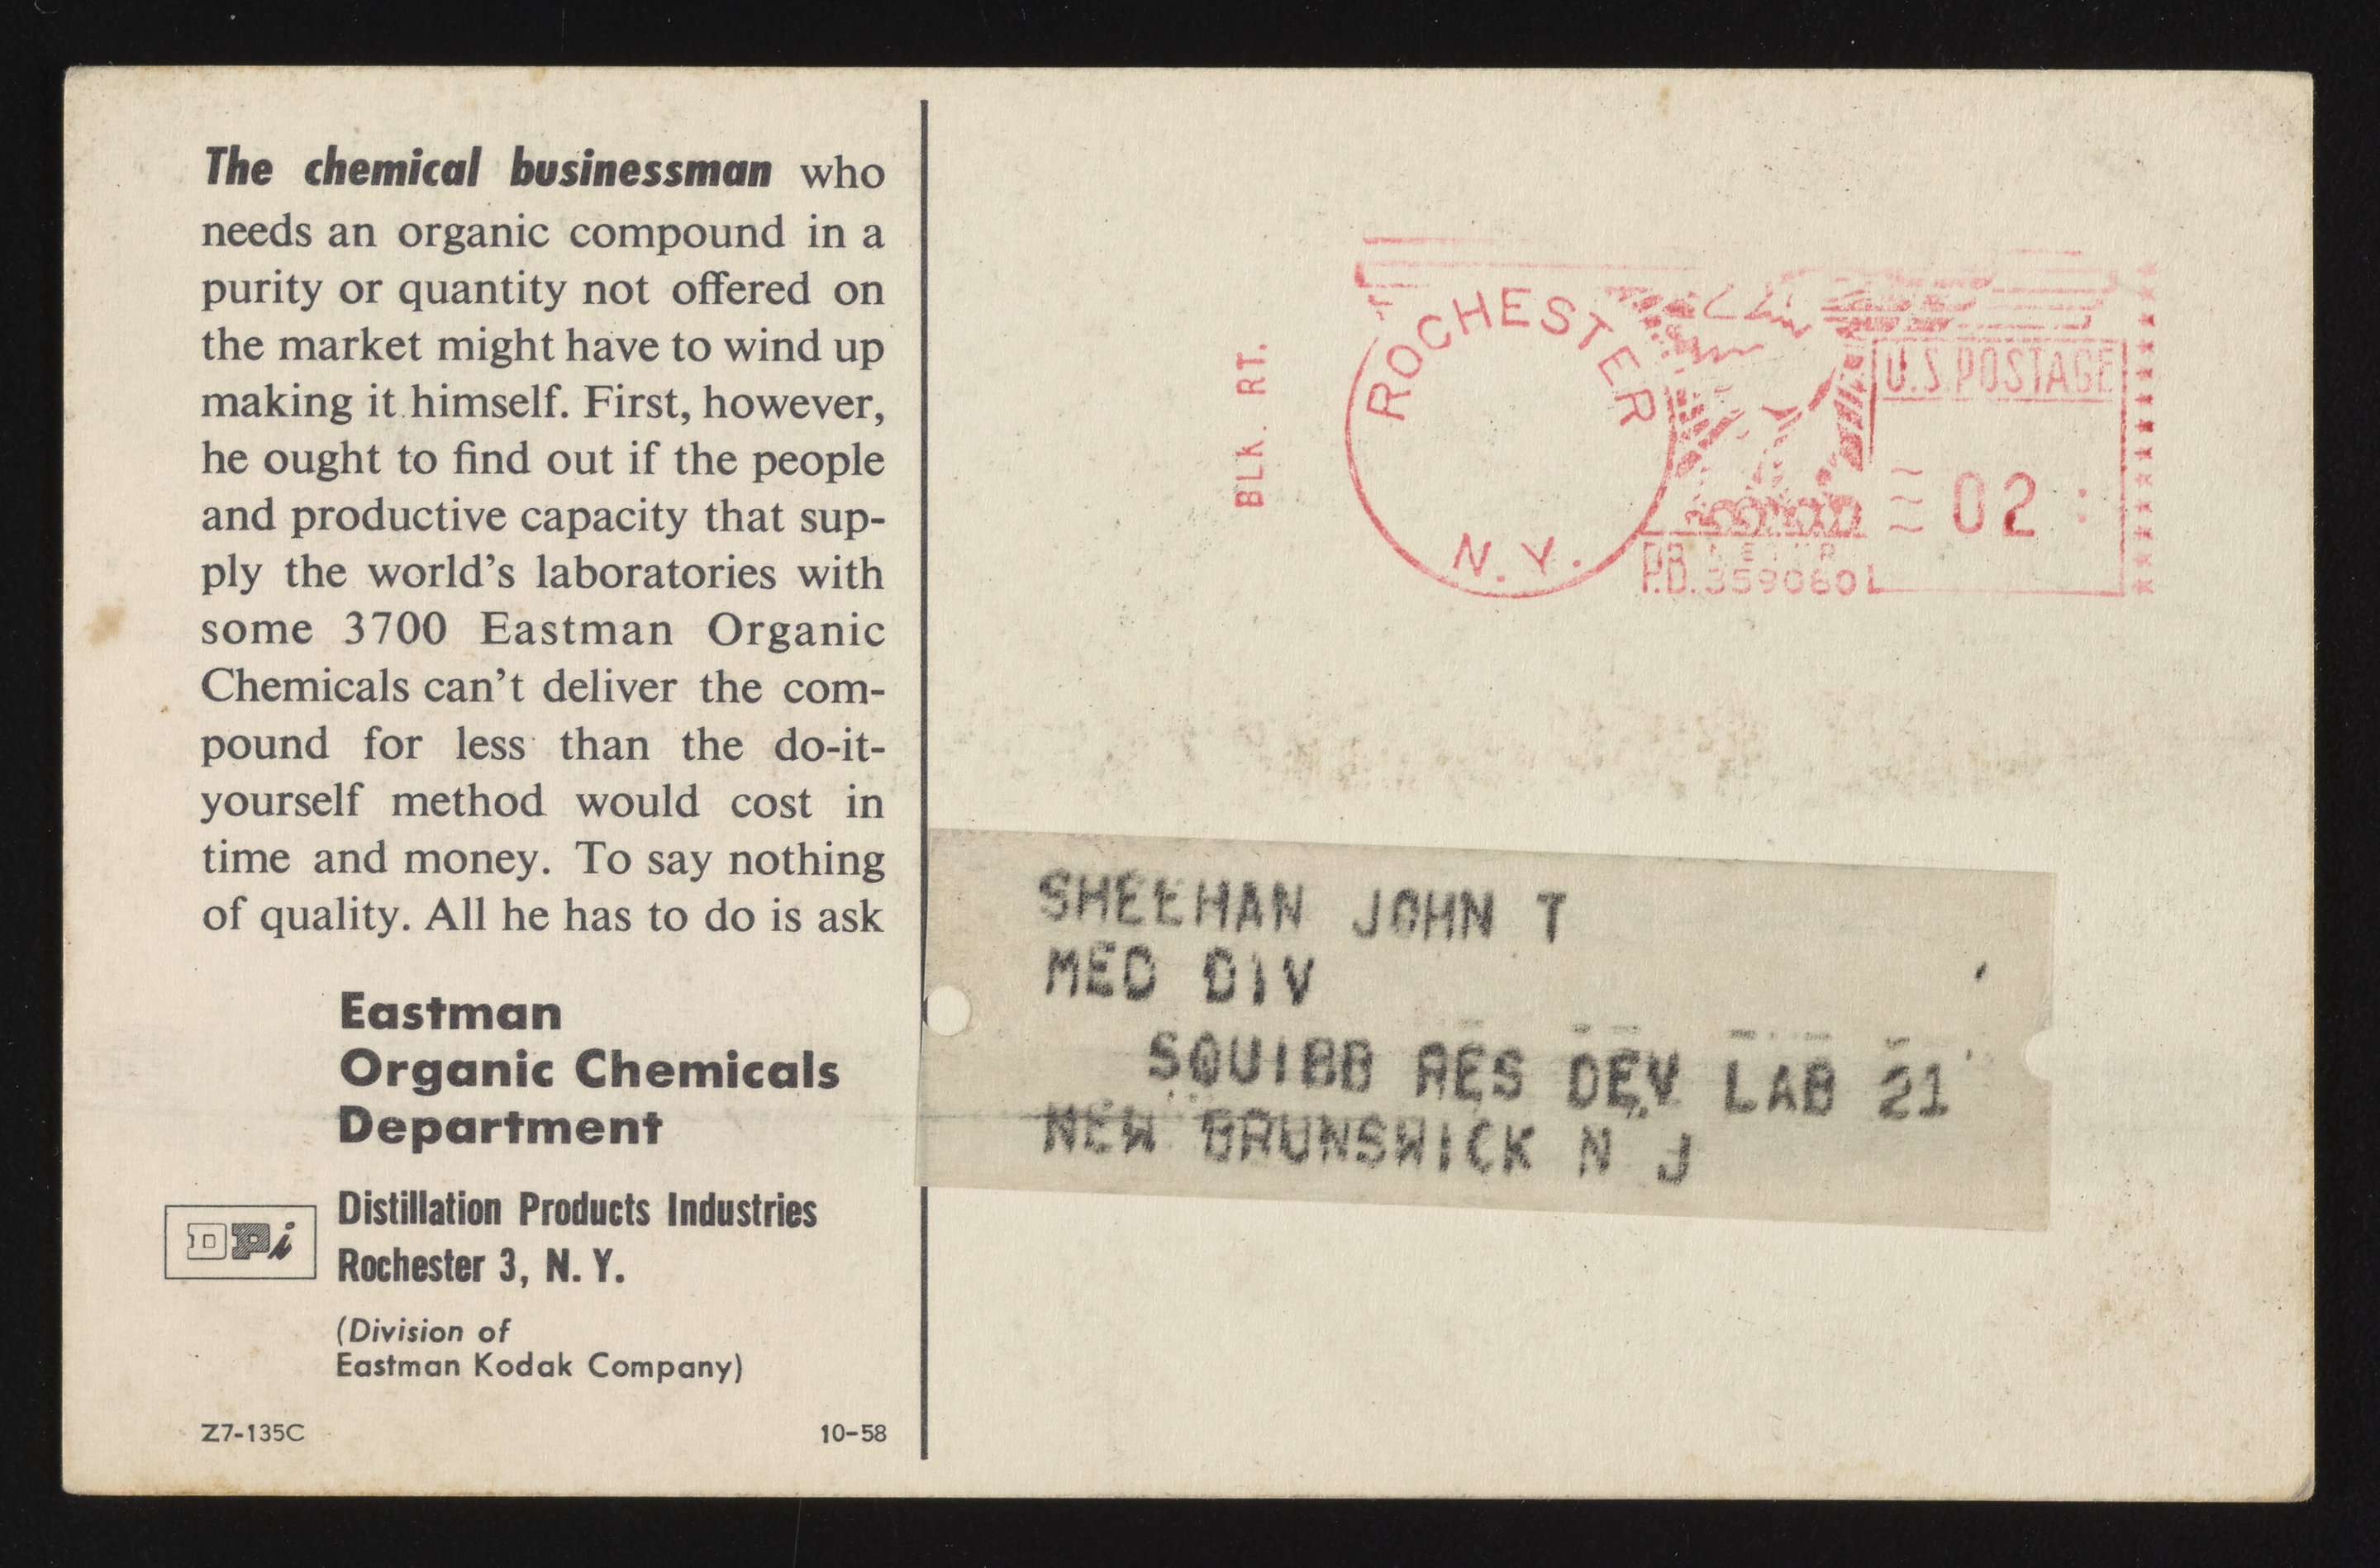 The chemical businessman who
needs an organic compound in a
purity or quantity not offered on
the market might have to wind up
making it himself. First, however,
he ought to find out if the people
and productive capacity that sup-
ply the world's laboratories with
some 3700 Eastman Organic
Chemicals can't deliver the com-
pound for less than the do-it-
yourself method would cost in
time and money. To say nothing
of quality. All he has to do is ask
Eastman
Organic Chemicals
Department
DPi
Distillation Products Industries
Rochester 3, N. Y.
(Division of
Eastman Kodak Company)
Z7-135C 10-58
BLK. RT.
ROCHESTER
N. Y.
U.S. POSTAGE
02
P.B. METER
359060L
SHEEHAN JOHN T
MED DIV
SQUIBB RES DEV LAB 21
NEW BRUNSWICK N J